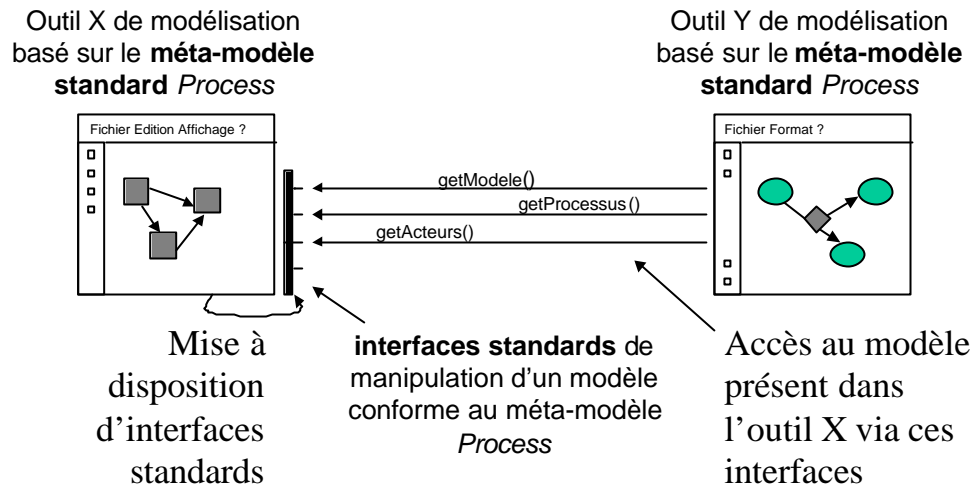 Outil X de modélisation
basé sur le méta-modèle
standard Process
Outil Y de modélisation
basé sur le méta-modèle
standard Process
Fichier Edition Affichage ?
Fichier Format ?
getModele()
getProcessus()
getActeurs()
Mise à
disposition
d'interfaces
standards
interfaces standards de
manipulation d'un modèle
conforme au méta-modèle
Process
Accès au modèle
présent dans
l'outil X via ces
interfaces